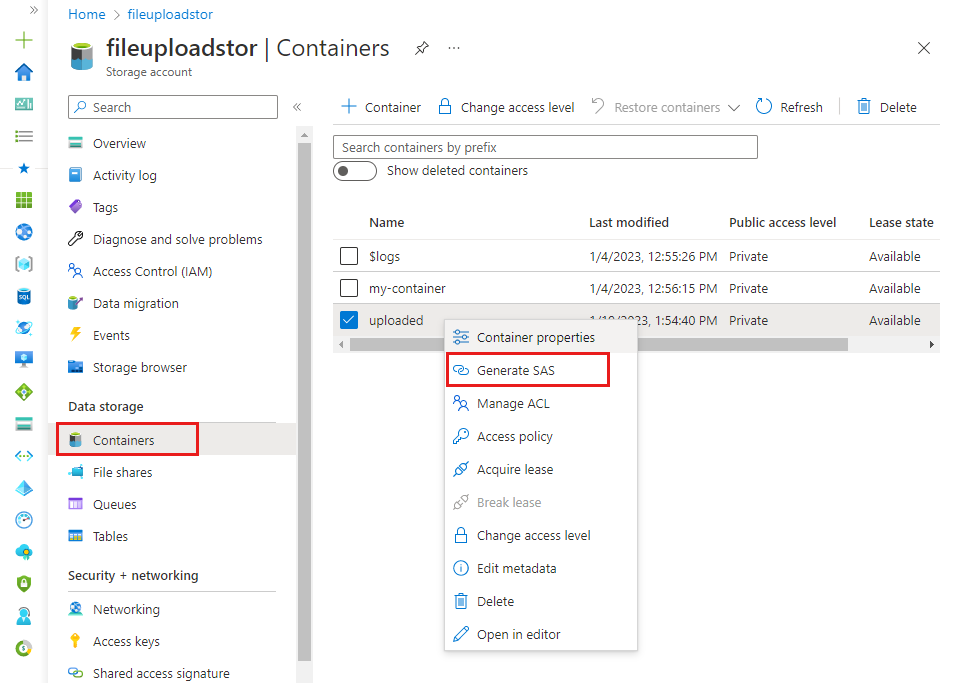 Home > fileuploadstor
fileuploadstor | Containers
Storage account
Search
Overview
Activity log
Tags
Diagnose and solve problems
Access Control (IAM)
Data migration
Events
Storage browser
Data storage
Containers
File shares
Queues
Tables
Security + networking
Networking
Access keys
Shared access signature
Container Change access level Restore containers Refresh Delete
Search containers by prefix
Show deleted containers
Name Last modified Public access level Lease state
$logs 1/4/2023, 12:55:26 PM Private Available
my-container 1/4/2023, 12:56:15 PM Private Available
uploaded 1:54:40 PM Private Available
Container properties
Generate SAS
Manage ACL
Access policy
Acquire lease
Break lease
Change access level
Edit metadata
Delete
Open in editor
SQL